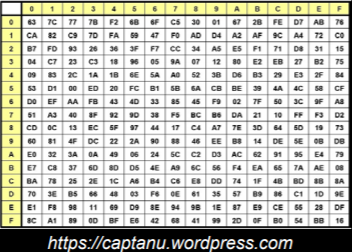 0 1 2 3 4 5 6 7 8 9 A B C D E F
0 63 7C 77 7B F2 6B 6F C5 30 01 67 2B FE D7 AB 76
1 CA 82 C9 7D FA 59 47 F0 AD D4 A2 AF 9C A4 72 C0
2 B7 FD 93 26 36 3F F7 CC 34 A5 E5 F1 71 D8 31 15
3 04 C7 23 C3 18 96 05 9A 07 12 80 E2 EB 27 B2 75
4 09 83 2C 1A 1B 6E 5A A0 52 3B D6 B3 29 E3 2F 84
5 53 D1 00 ED 20 FC B1 5B 6A CB BE 39 4A 4C 58 CF
6 D0 EF AA FB 43 4D 33 85 45 F9 02 7F 50 3C 9F A8
7 51 A3 40 8F 92 9D 38 F5 BC B6 DA 21 10 FF F3 D2
8 CD 0C 13 EC 5F 97 44 17 C4 A7 7E 3D 64 5D 19 73
9 60 81 4F DC 22 2A 90 88 46 EE B8 14 DE 5E 0B DB
A E0 32 3A 0A 49 06 24 5C C2 D3 AC 62 91 95 E4 79
B E7 C8 37 6D 8D D5 4E A9 6C 56 F4 EA 65 7A AE 08
C BA 78 25 2E 1C A6 B4 C6 E8 DD 74 1F 4B BD 8B 8A
D 70 3E B5 66 48 03 F6 0E 61 35 57 B9 86 C1 1D 9E
E E1 F8 98 11 69 D9 8E 94 9B 1E 87 E9 CE 55 28 DF
F 8C A1 89 0D BF E6 42 68 41 99 2D 0F B0 54 BB 16
https://captanu.wordpress.com